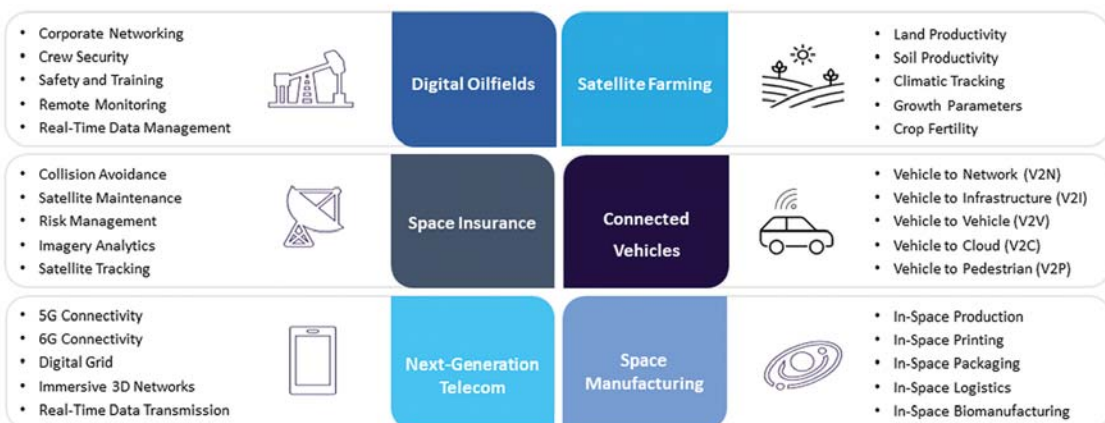 Corporate Networking
Crew Security
Safety and Training
Remote Monitoring
Real-Time Data Management
Digital Oilfields
Satellite Farming
Land Productivity
Soil Productivity
Climatic Tracking
Growth Parameters
Crop Fertility
Collision Avoidance
Satellite Maintenance
Risk Management
Imagery Analytics
Satellite Tracking
Space Insurance
Connected
Vehicles
Vehicle to Network (V2N)
Vehicle to Infrastructure (V2I)
Vehicle to Vehicle (V2V)
Vehicle to Cloud (V2C)
Vehicle to Pedestrian (V2P)
5G Connectivity
6G Connectivity
Digital Grid
Immersive 3D Networks
Real-Time Data Transmission
Next-Generation
Telecom
Space
Manufacturing
In-Space Production
In-Space Printing
In-Space Packaging
In-Space Logistics
In-Space Biomanufacturing